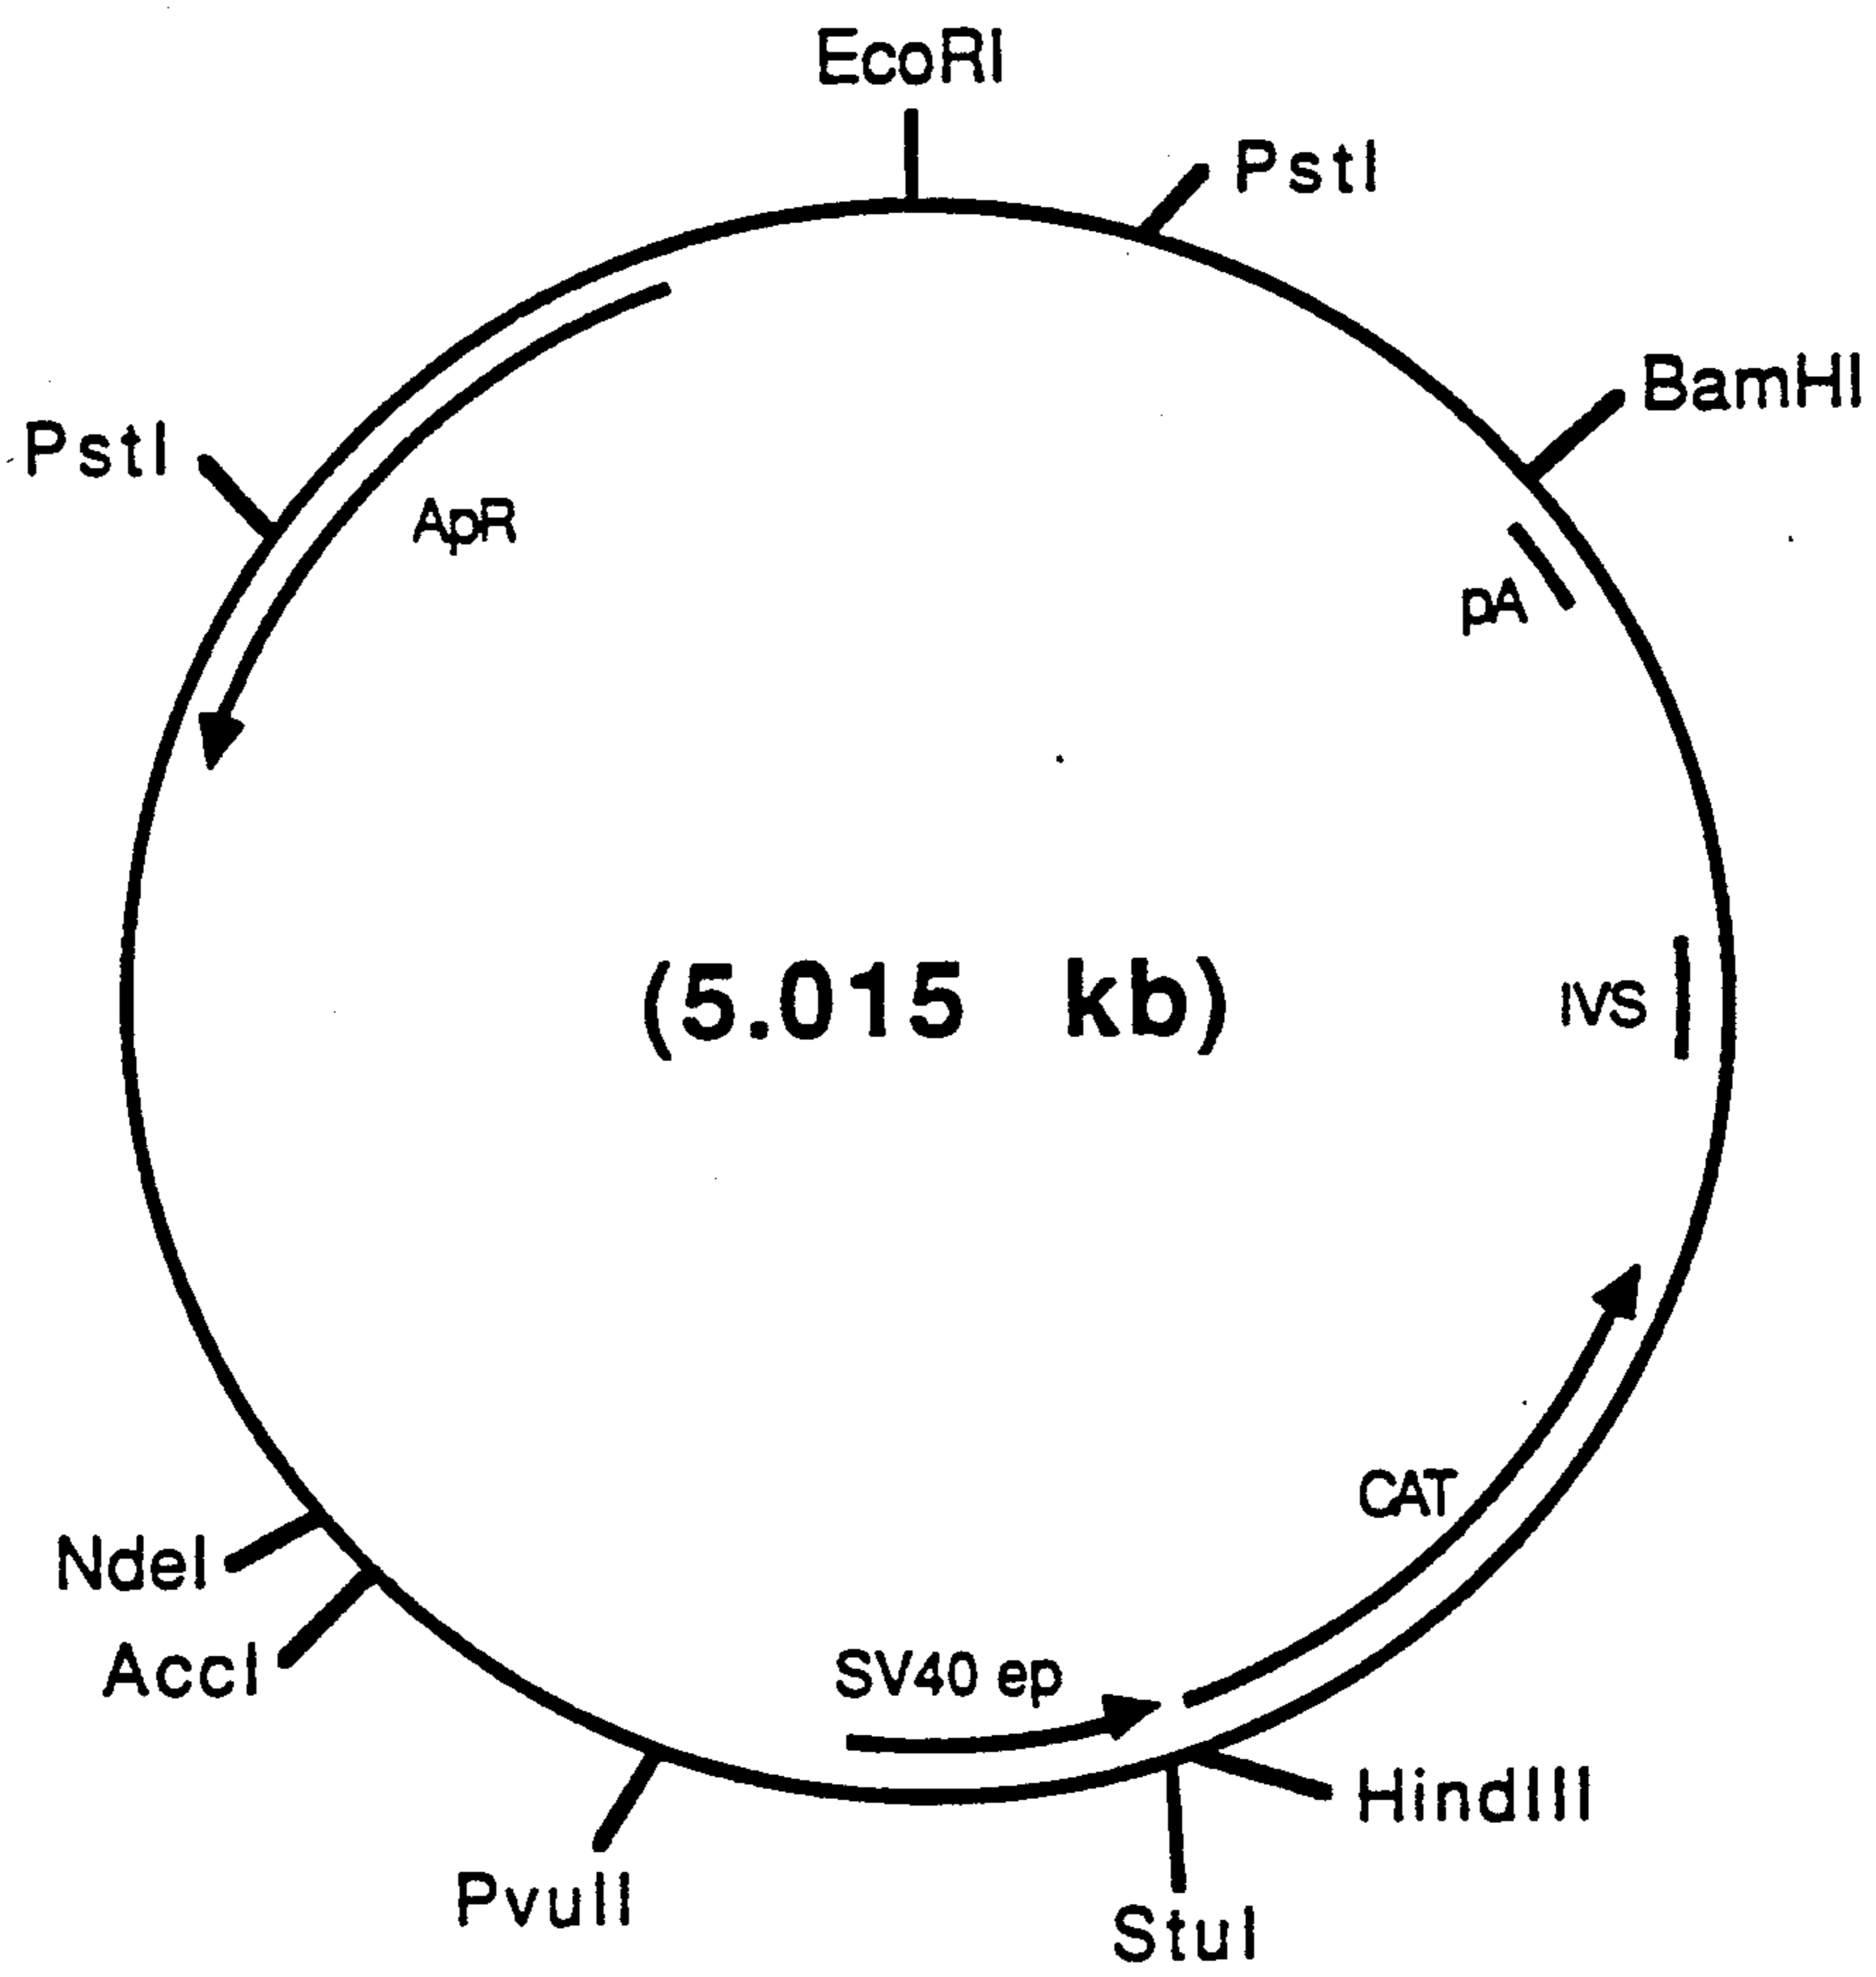 EcoRI
PstI
BamHI
PstI
ApR
pA
(5.015 kb)
IVS
CAT
NdeI
AccI
SV40 ep
HindIII
PvuII
StuI